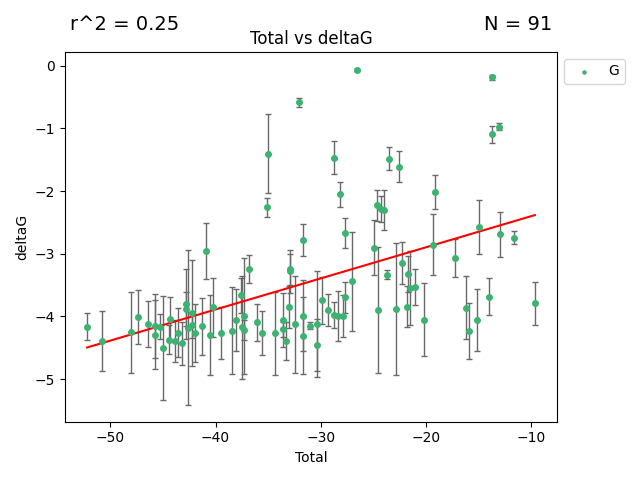 r^2 = 0.25 N = 91
Total vs deltaG
G
0
−1
−2
−3
−4
−5
deltaG
−50 −40 −30 −20 −10
Total